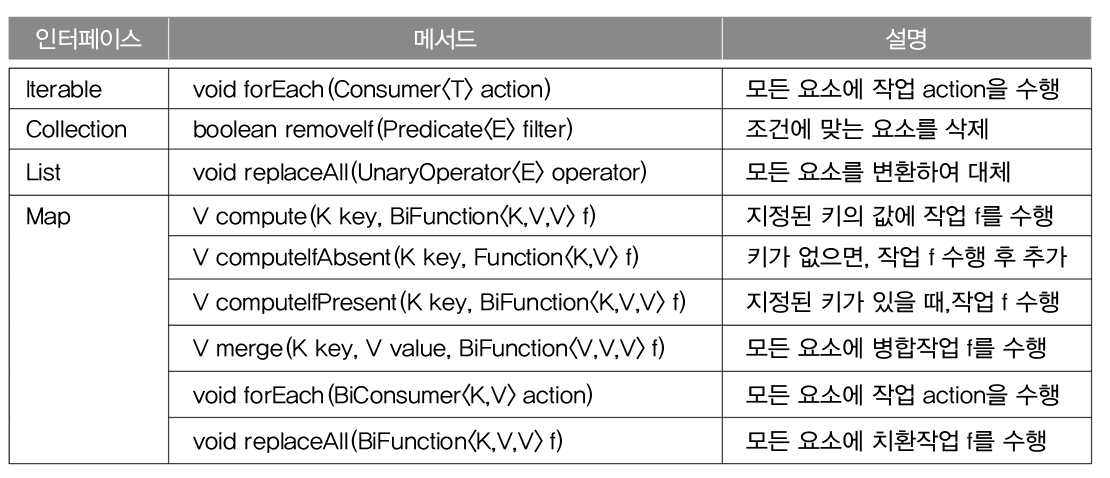 인터페이스 메서드 설명
Iterable void forEach(Consumer〈T〉 action) 모든 요소에 작업 action을 수행
Collection boolean removeIf(Predicate〈E〉 filter) 조건에 맞는 요소를 삭제
List void replaceAll(UnaryOperator〈E〉 operator) 모든 요소를 변환하여 대체
Map V compute(K key, BiFunction〈K,V,V〉 f) 지정된 키의 값에 작업 f를 수행
V computeIfAbsent(K key, Function〈K,V〉 f) 키가 없으면, 작업 f 수행 후 추가
V computeIfPresent(K key, BiFunction〈K,V,V〉 f) 지정된 키가 있을 때,작업 f 수행
V merge(K key, V value, BiFunction〈V,V,V〉 f) 모든 요소에 병합작업 f를 수행
void forEach(BiConsumer〈K,V〉 action) 모든 요소에 작업 action을 수행
void replaceAll(BiFunction〈K,V,V〉 f) 모든 요소에 치환작업 f를 수행